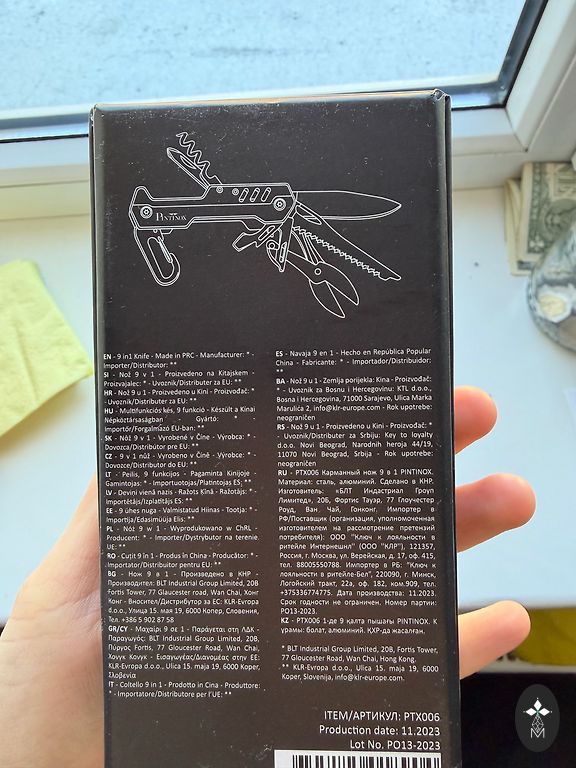 PINTINOX
EN - 9 in1 Knife - Made in PRC - Manufacturer: * -
Importer/Distributor: **
SI - Nož 9 v 1 - Proizvedeno na Kitajskem -
Proizvajalec: * - Uvoznik/Distributer za EU: **
HR - Nož 9 u 1 - Proizvedeno u Kini - Proizvođač: *
- Uvoznik/Distributer za EU: **
HU - Multifunkciós kés, 9 funkció - Készült a Kínai
Népköztársaságban - Gyártó: * -
Importőr/Forgalmazó EU-ban: **
SK - Nôž 9 v 1 - Vyrobené v Číne - Výrobca: * -
Dovozca/Distribútor do EU: **
CZ - 9 v 1 nůž - Vyrobeno v Číně - Výrobce: * -
Dovozce/Distributor do EU: **
LT - Peilis, 9 funkcijos - Pagaminta Kinijoje -
Gamintojas: * - Importuotojas/Platintojas ES: **
LV - Deviņi vienā nazis - Ražots Ķīnā - Ražotājs: * -
Importētājs/Izplatītājs ES: **
EE - 9 ühes nuga - Valmistatud Hiinas - Tootja: * -
Importija/Edasimüüja Elis: **
PL - Nóż 9 w 1 - Wyprodukowano w ChRL -
Producent: * - Importer/Dystrybutor na terenie
UE: **
RO - Cuțit 9 în 1 - Produs în China - Producător: * -
Importator/Distribuitor pentru EU: **
BG - Нож 9 в 1 - Произведено в КНР -
Производител: BLT Industrial Group Limited, 20B
Fortis Tower, 77 Gloucester Road, Wan Chai, Хонг
Конг - Вносител/Дистрибутор за ЕС: KLR-Evropa
d.o.o., Ulica 15. maja 19, 6000 Koper, Словения,
Тел. +386 5 902 87 58
GR/CY - Μαχαίρι 9 σε 1 - Παράγεται στη ΛΔΚ -
Παραγωγός: BLT Industrial Group Limited, 20B,
Πύργος Fortis, 77 Gloucester Road, Wan Chai,
Χονγκ Κονγκ - Εισαγωγέας/Διανομέας στην ΕΕ:
KLR-Evropa d.o.o., Ulica 15. maja 19, 6000 Koper,
Σλοβενία
IT - Coltello 9 in 1 - Prodotto in Cina - Produttore:
* - Importatore/Distributore per l'UE: **
ES - Navaja 9 en 1 - Hecho en República Popular
China - Fabricante: * - Importador/Distribuidor:
**
BA - Nož 9 u 1 - Zemlja porijekla: Kina - Proizvođač:
* - Uvoznik za Bosnu i Hercegovinu: KTL d.o.o.,
Bosna i Hercegovina, 71000 Sarajevo, Ulica Marka
Marulića 2, info@klr-europe.com - Rok upotrebe:
neograničen
RS - Nož 9 u 1 - Proizvedeno u Kini - Proizvođač: *
- Uvoznik/Distributer za Srbiju: Key to loyalty
d.o.o. Novi Beograd, Narodnih heroja 44/19,
11070 Novi Beograd, Srbija - Rok upotrebe:
neograničen
RU - PTX006 Карманный нож 9 в 1 PINTINOX.
Материал: сталь, алюминий. Сделано в КНР.
Изготовитель: «БЛТ Индастриал Гроуп
Лимитед», 20Б, Фортис Тауэр, 77 Глоучестер
Роуд, Ван Чай, Гонконг. Импортер в
РФ/Поставщик (организация, уполномоченная
изготовителем на рассмотрение претензий
потребителя): ООО "Ключ к лояльности в
ритейле Интернешнл" (ООО "КЛР"), 121357,
Россия, г. Москва, ул. Верейская, д. 17, оф. 415,
тел. 88005550788. Импортер в РБ: "Ключ к
лояльности в ритейле-Бел", 220090, г. Минск,
Логойский тракт, 22а, оф. 182, ком.909, тел.
+375336774775. Дата производства: 11.2023.
Срок годности не ограничен. Номер партии:
PO13-2023.
KZ - PTX006 1-де 9 қалта пышағы PINTINOX. Құ
рамы: болат, алюминий. ҚХР-да жасалған.
* BLT Industrial Group Limited, 20B, Fortis Tower,
77 Gloucester Road, Wan Chai, Hong Kong.
** KLR-Evropa d.o.o., Ulica 15. maja 19, 6000
Koper, Slovenija, info@klr-europe.com
ITEM/АРТИКУЛ: PTX006
Production date: 11.2023
Lot No. PO13-2023